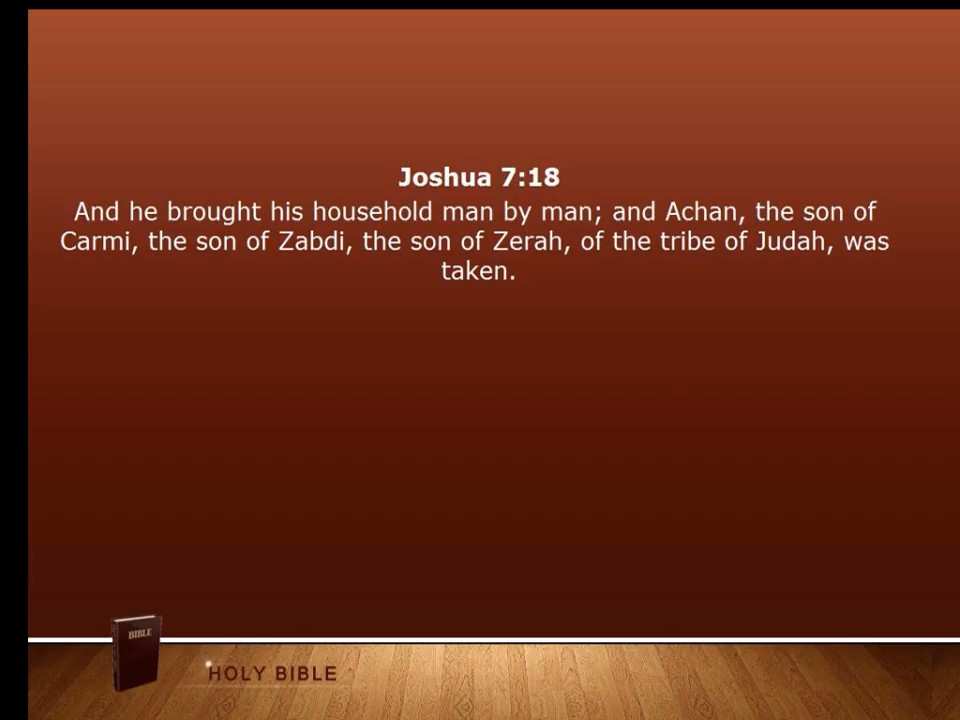 Joshua 7:18
And he brought his household man by man; and Achan, the son of
Carmi, the son of Zabdi, the son of Zerah, of the tribe of Judah, was
taken.
BIBLE
HOLY BIBLE